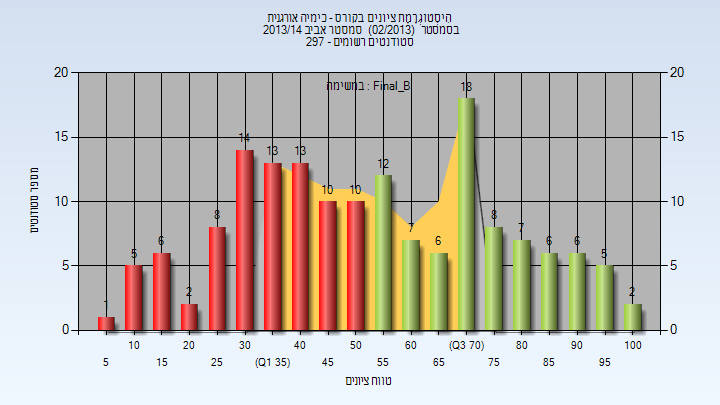 היסטוגרמת ציונים בקורס - כימיה אורגנית
בסמסטר (02/2013) סמסטר אביב 2013/14
סטודנטים רשומים - 297
במשימה : Final_B
מספר סטודנטים
20 15 10 5 0
20 15 10 5 0
1 5 6 2 8 14 13 13 10 10 12 7 6 18 8 7 6 6 5 2
10 20 30 40 50 60 (Q3 70) 80 90 100
5 15 25 (Q1 35) 45 55 65 75 85 95
טווח ציונים